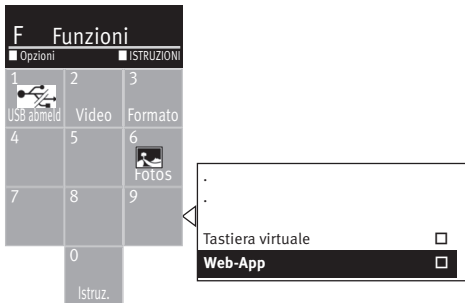 F Funzioni
Opzioni ISTRUZIONI
1 2 3
USB abmeld Video Formato
4 5 6
Fotos
7 8 9
.
.
Tastiera virtuale
Web-App
0
Istruz.